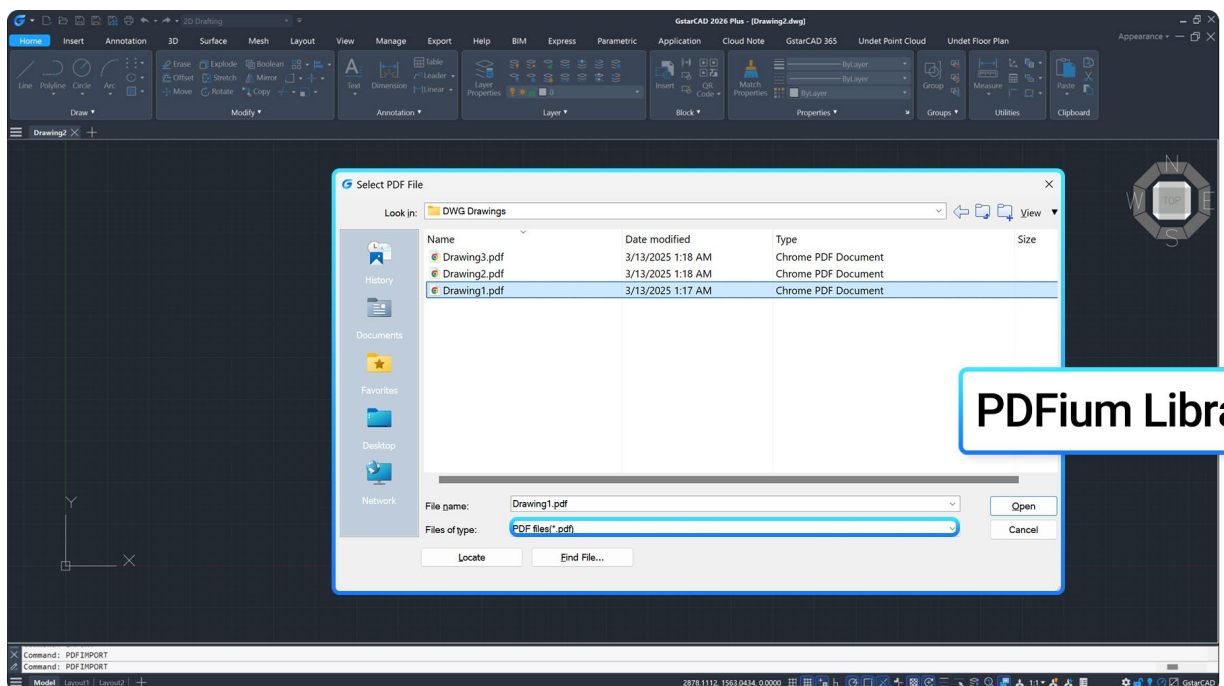 2D Drafting
GstarCAD 2026 Plus - [Drawing2.dwg]
Home Insert Annotation 3D Surface Mesh Layout View Manage Export Help BIM Express Parametric Application Cloud Note GstarCAD 365 Undet Point Cloud Undet Floor Plan Appearance
Line Polyline Circle Arc
Erase Explode Boolean
Offset Stretch Mirror
Move Rotate Copy
Text Dimension
Table
Leader
Linear
Layer Properties
0
Insert
QR Code
Match Properties
ByLayer
ByLayer
ByLayer
Group Measure Paste
Draw Modify Annotation Layer Block Properties Groups Utilities Clipboard
Drawing2
N
W TOP E
S
Select PDF File
Look in: DWG Drawings View
Name Date modified Type Size
Drawing3.pdf 3/13/2025 1:18 AM Chrome PDF Document
Drawing2.pdf 3/13/2025 1:18 AM Chrome PDF Document
Drawing1.pdf 3/13/2025 1:17 AM Chrome PDF Document
History
Documents
Favorites
Desktop
Network
PDFium Libra
File name: Drawing1.pdf Open
Files of type: PDF files(*.pdf) Cancel
Locate Find File...
Y
X
Command: PDFIMPORT
Command: PDFIMPORT
Model Layout1 Layout2 2878.1112, 1563.0434, 0.0000 1:1 GstarCAD